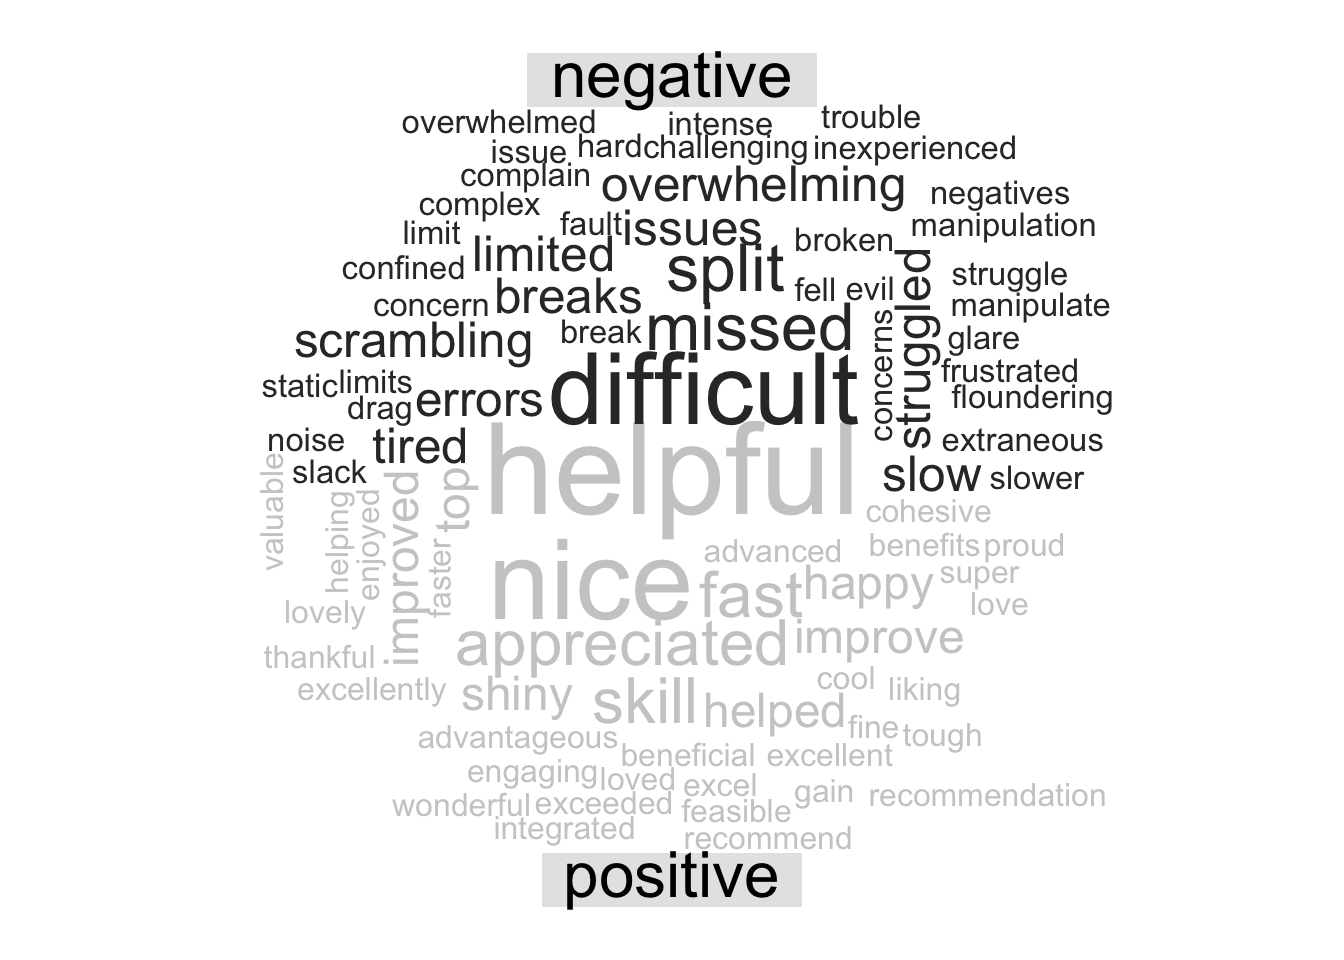 negative
overwhelmed intense trouble
issue hard challenging inexperienced
complain overwhelming negatives
complex fault issues manipulation
limit limited split broken
confined breaks fell evil struggled struggle
concern missed manipulate
scrambling break concerns glare
static limits errors difficult frustrated
drag floundering
noise tired extraneous
slack slow slower
valuable helping enjoyed improved top helpful cohesive
faster nice advanced benefits proud
fast happy super
lovely love
thankful appreciated improve
excellently shiny skill helped cool liking
advantageous fine tough
beneficial excellent
engaging loved excel gain recommendation
wonderful exceeded feasible
integrated recommend
positive